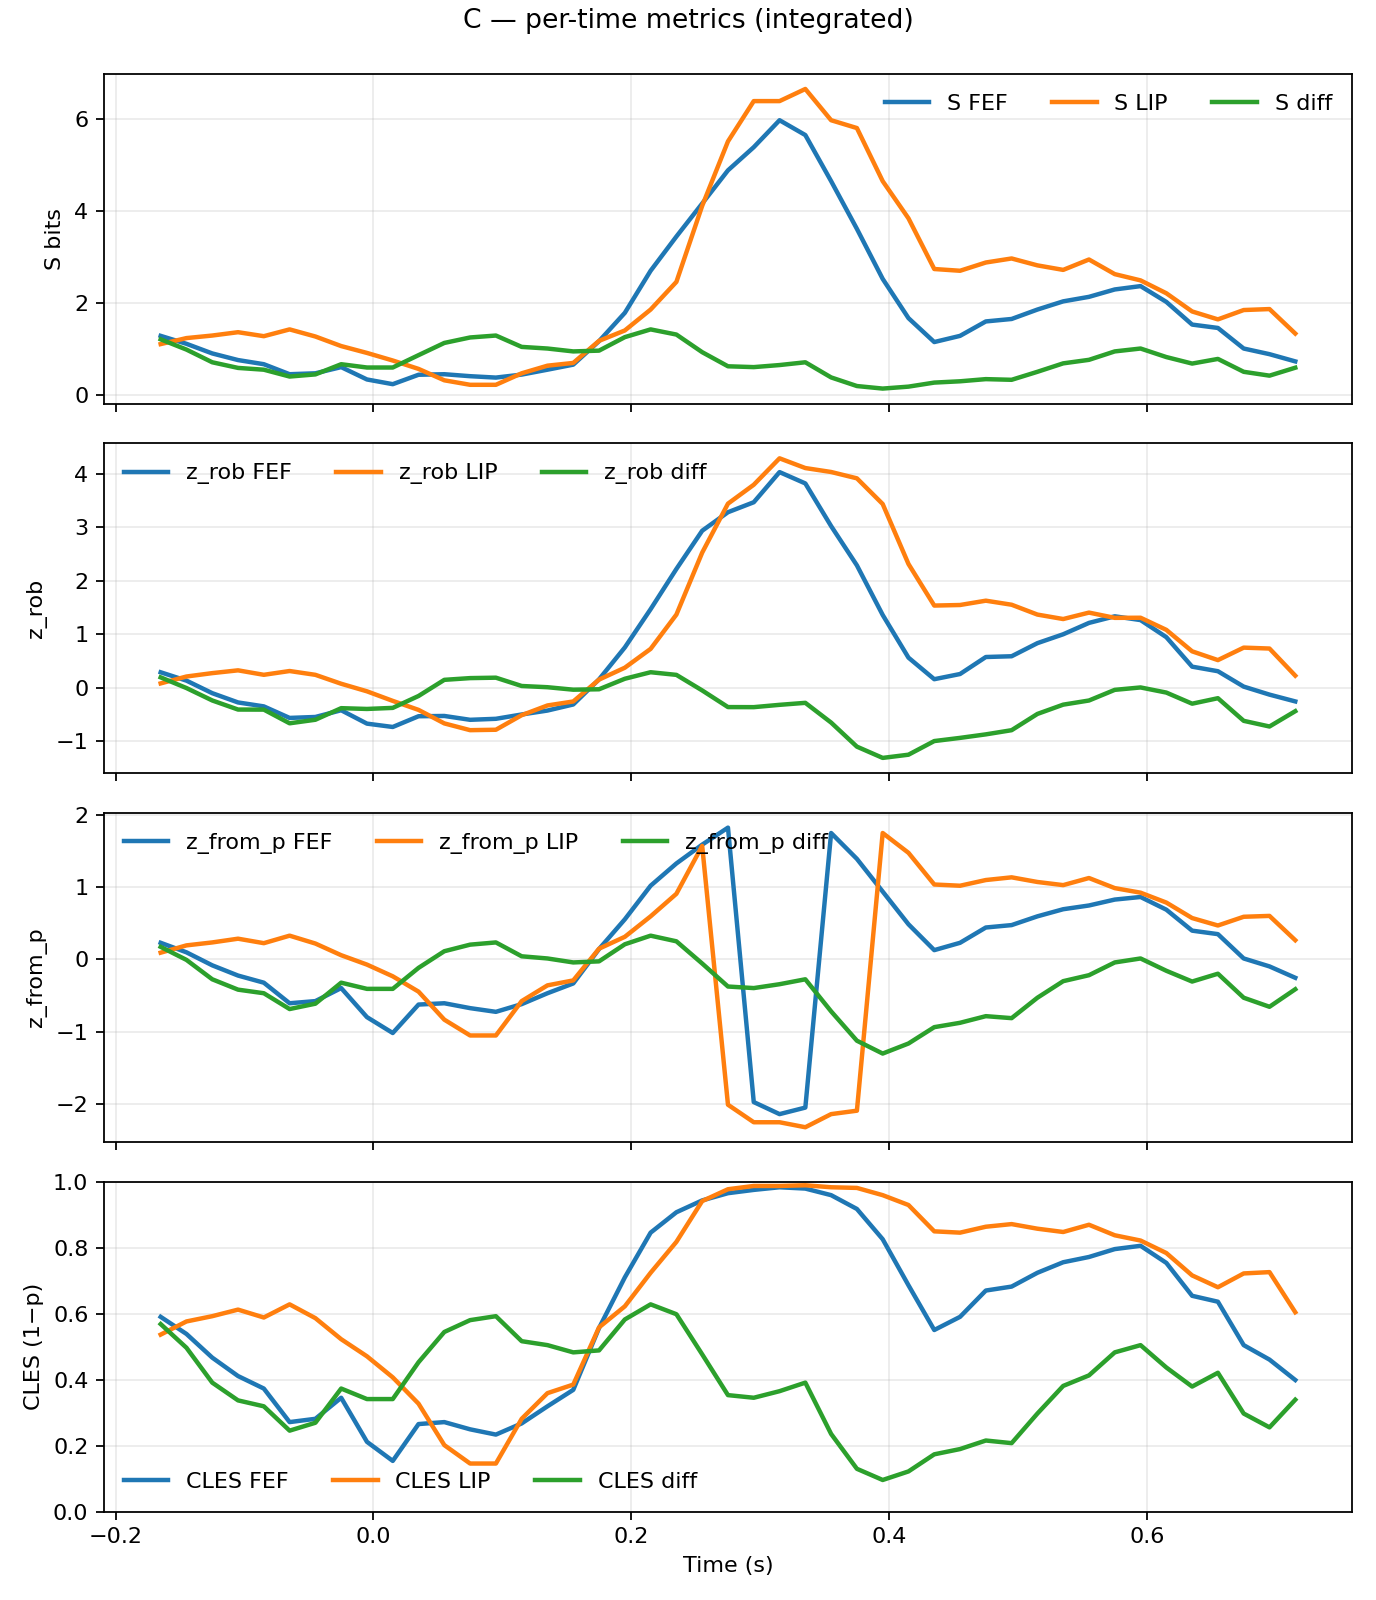 C — per-time metrics (integrated)
S FEF S LIP S diff
6
4
2
0
S bits
z_rob FEF z_rob LIP z_rob diff
4
3
2
1
0
−1
z_rob
z_from_p FEF z_from_p LIP z_from_p diff
2
1
0
−1
−2
z_from_p
1.0
0.8
0.6
0.4
0.2
0.0
CLES (1−p)
CLES FEF CLES LIP CLES diff
−0.2 0.0 0.2 0.4 0.6
Time (s)